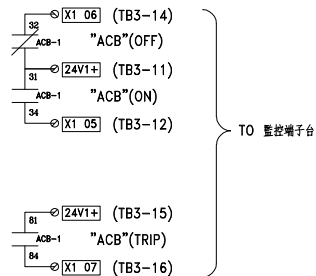 X1 06 (TB3-14)
32
ACB-1 "ACB"(OFF)
24V1+ (TB3-11)
31
ACB-1 "ACB"(ON)
34
X1 05 (TB3-12)
TO 監控端子台
24V1+ (TB3-15)
81
ACB-1 "ACB"(TRIP)
84
X1 07 (TB3-16)